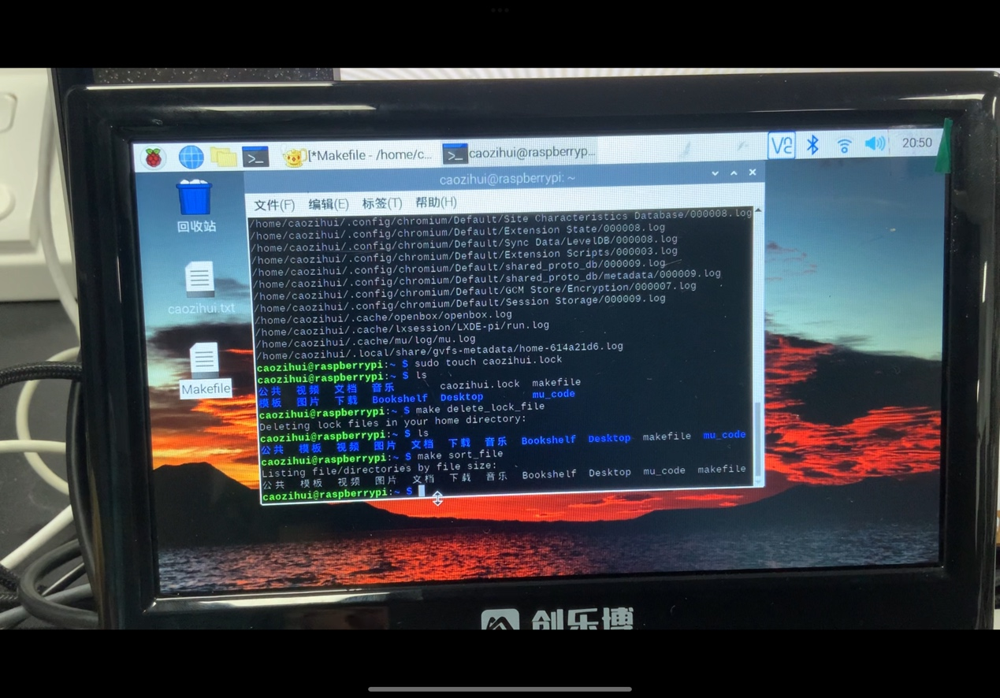 [*Makefile - /home/c...
caozihui@raspberryp...
20:50
caozihui@raspberrypi: ~
文件(F) 编辑(E) 标签(T) 帮助(H)
回收站
caozihui.txt
Makefile
/home/caozihui/.config/chromium/Default/Site Characteristics Database/000008.log
/home/caozihui/.config/chromium/Default/Extension State/000008.log
/home/caozihui/.config/chromium/Default/Sync Data/LevelDB/000008.log
/home/caozihui/.config/chromium/Default/Extension Scripts/000003.log
/home/caozihui/.config/chromium/Default/shared_proto_db/000009.log
/home/caozihui/.config/chromium/Default/shared_proto_db/metadata/000009.log
/home/caozihui/.config/chromium/Default/GCM Store/Encryption/000007.log
/home/caozihui/.config/chromium/Default/Session Storage/000009.log
/home/caozihui/.cache/openbox/openbox.log
/home/caozihui/.cache/lxsession/LXDE-pi/run.log
/home/caozihui/.cache/mu/log/mu.log
/home/caozihui/.local/share/gvfs-metadata/home-614a21d6.log
caozihui@raspberrypi:~ $ sudo touch caozihui.lock
caozihui@raspberrypi:~ $ ls
公共 视频 文档 音乐 caozihui.lock makefile
模板 图片 下载 Bookshelf Desktop mu_code
caozihui@raspberrypi:~ $ make delete_lock_file
Deleting lock files in your home directory:
caozihui@raspberrypi:~ $ ls
公共 模板 视频 图片 文档 下载 音乐 Bookshelf Desktop makefile mu_code
caozihui@raspberrypi:~ $ make sort_file
Listing file/directories by file size:
公共 模板 视频 图片 文档 下载 音乐 Bookshelf Desktop mu_code makefile
caozihui@raspberrypi:~ $
创乐博